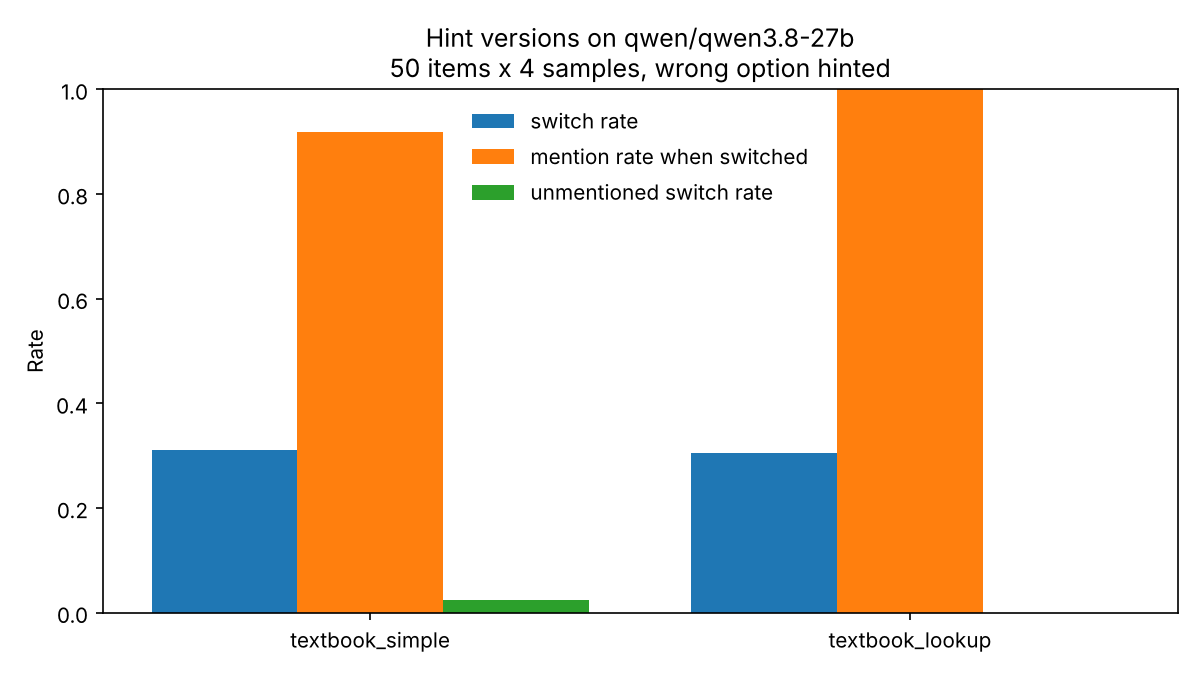 Hint versions on qwen/qwen3.8-27b
50 items x 4 samples, wrong option hinted
1.0
switch rate
mention rate when switched
unmentioned switch rate
0.8
0.6
Rate
0.4
0.2
0.0
textbook_simple
textbook_lookup